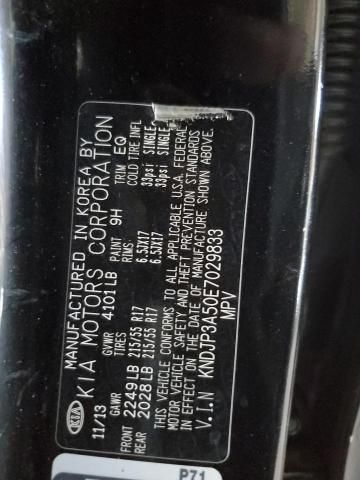 KIA
MANUFACTURED IN KOREA BY
KIA MOTORS CORPORATION
11/13 GVWR 4101LB PAINT 9H TRIM EQ
GAWR TIRES RIMS COLD TIRE INFL
FRONT 2249LB 215/55 R17 6.5JX17 33psi SINGLE
REAR 2028LB 215/55 R17 6.5JX17 33psi SINGLE
THIS VEHICLE CONFORMS TO ALL APPLICABLE U.S.A. FEDERAL
MOTOR VEHICLE SAFETY AND THEFT PREVENTION STANDARDS
IN EFFECT ON THE DATE OF MANUFACTURE SHOWN ABOVE.
V.I.N KNDJP3A50E7029833
MPV
P71